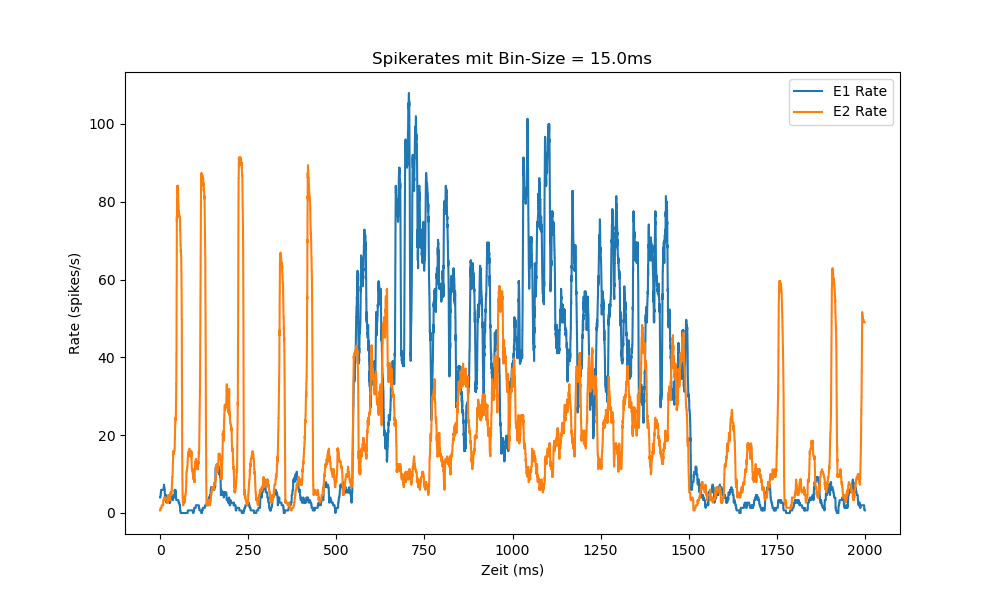 Spikerates mit Bin-Size = 15.0ms
E1 Rate
E2 Rate
100
80
60
40
20
0
Rate (spikes/s)
0 250 500 750 1000 1250 1500 1750 2000
Zeit (ms)